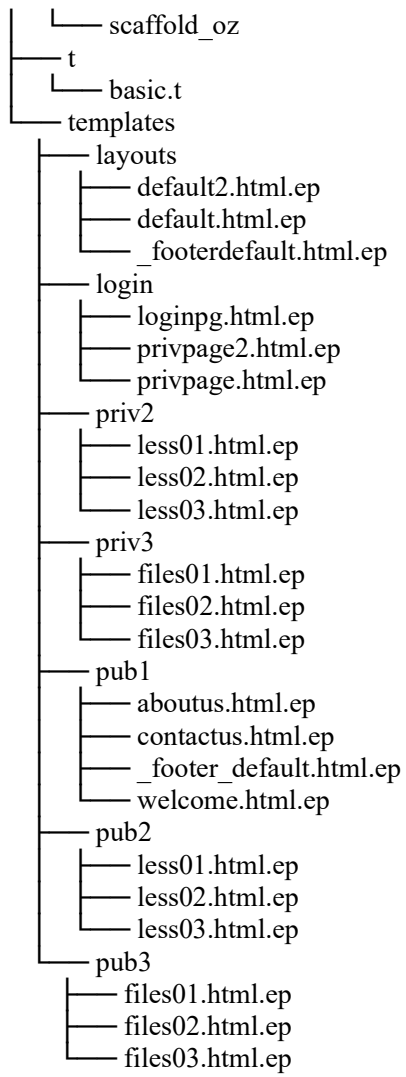 scaffold_oz
t
basic.t
templates
layouts
default2.html.ep
default.html.ep
_footerdefault.html.ep
login
loginpg.html.ep
privpage2.html.ep
privpage.html.ep
priv2
less01.html.ep
less02.html.ep
less03.html.ep
priv3
files01.html.ep
files02.html.ep
files03.html.ep
pub1
aboutus.html.ep
contactus.html.ep
_footer_default.html.ep
welcome.html.ep
pub2
less01.html.ep
less02.html.ep
less03.html.ep
pub3
files01.html.ep
files02.html.ep
files03.html.ep